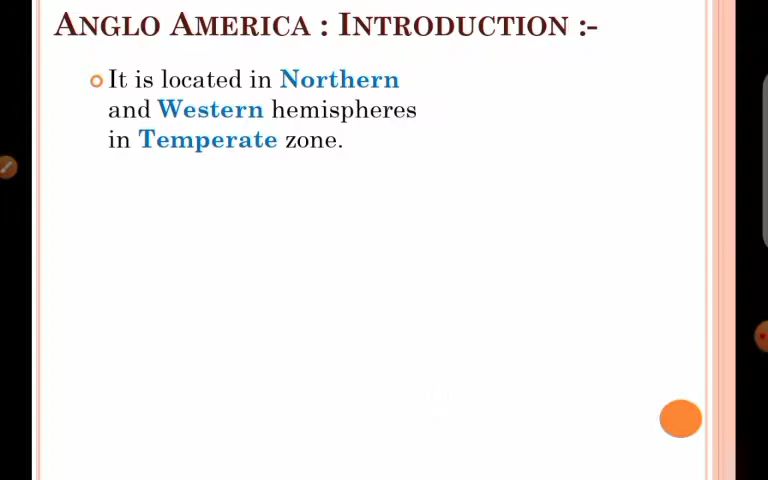 ANGLO AMERICA : INTRODUCTION :-
It is located in Northern
and Western hemispheres
in Temperate zone.